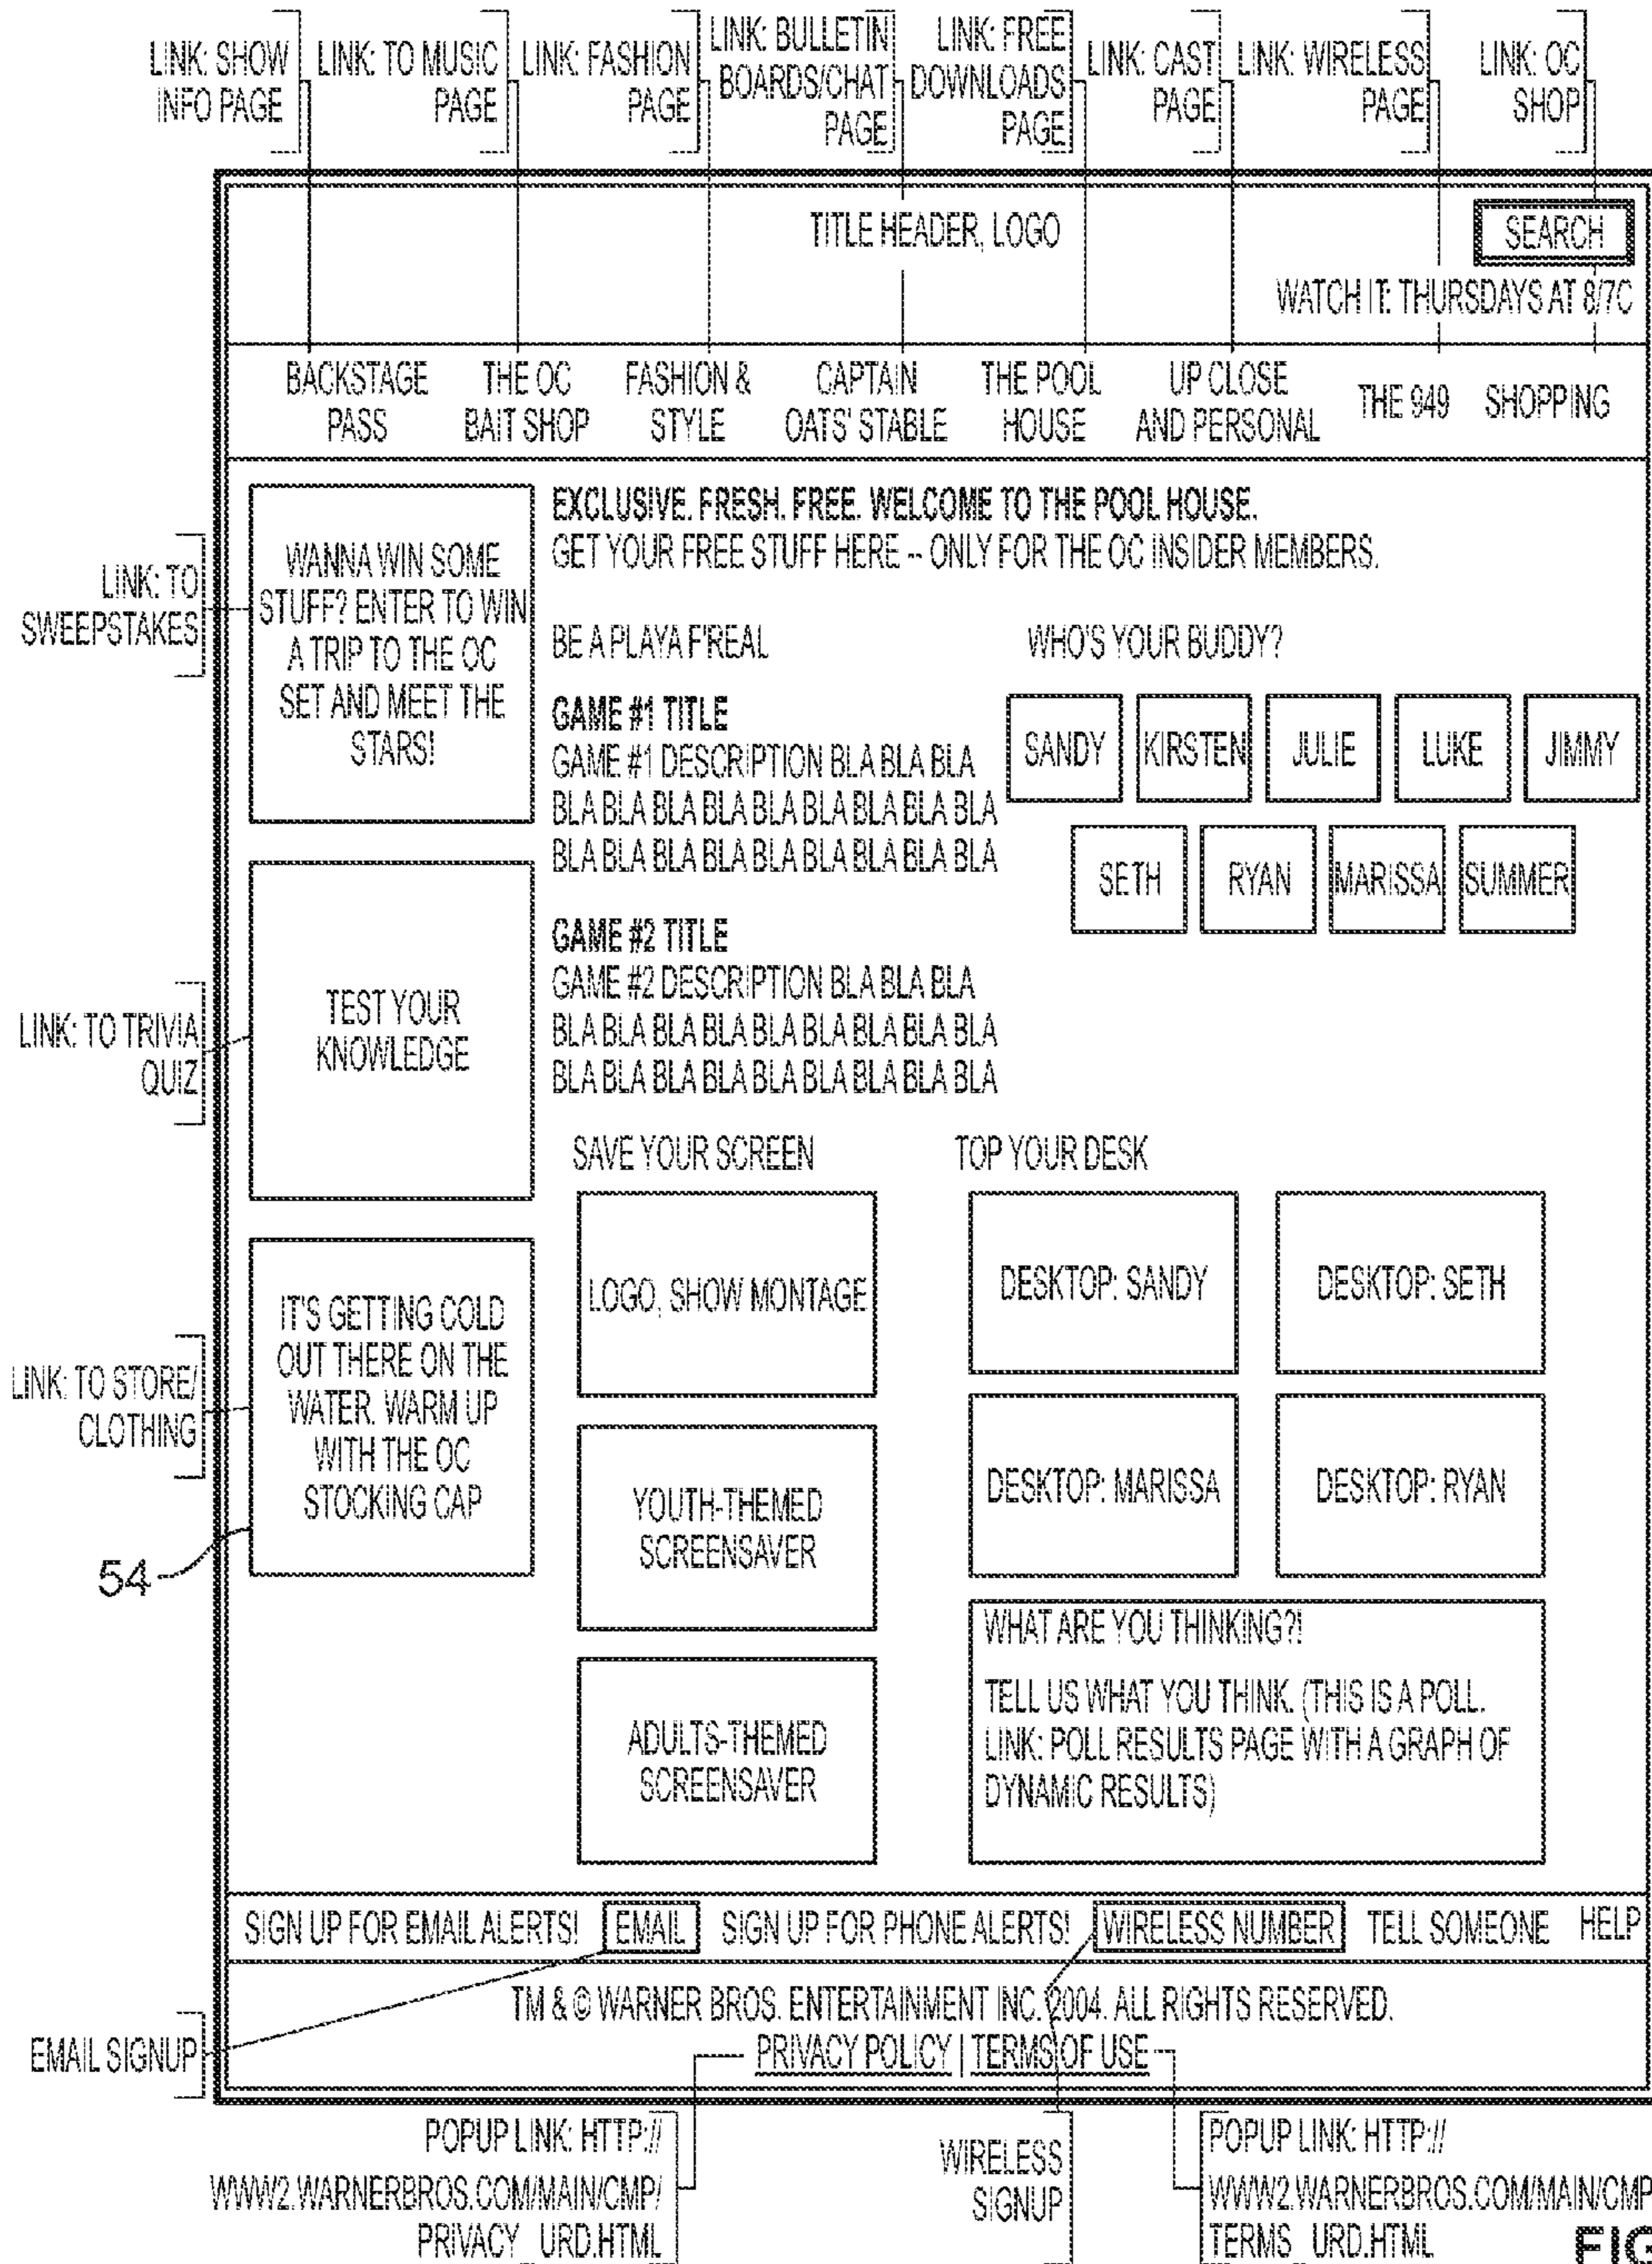 LINK: SHOW
INFO PAGE
LINK: TO MUSIC
PAGE
LINK: FASHION
PAGE
LINK: BULLETIN
BOARDS/CHAT
PAGE
LINK: FREE
DOWNLOADS
PAGE
LINK: CAST
PAGE
LINK: WIRELESS
PAGE
LINK: OC
SHOP
TITLE HEADER, LOGO
SEARCH
WATCH IT: THURSDAYS AT 8/7C
BACKSTAGE
PASS
THE OC
BAIT SHOP
FASHION &
STYLE
CAPTAIN
OATS' STABLE
THE POOL
HOUSE
UP CLOSE
AND PERSONAL
THE 949
SHOPPING
LINK: TO
SWEEPSTAKES
WANNA WIN SOME
STUFF? ENTER TO WIN
A TRIP TO THE OC
SET AND MEET THE
STARS!
EXCLUSIVE. FRESH. FREE. WELCOME TO THE POOL HOUSE.
GET YOUR FREE STUFF HERE -- ONLY FOR THE OC INSIDER MEMBERS.
BE A PLAYA F'REAL
GAME #1 TITLE
GAME #1 DESCRIPTION BLA BLA BLA
BLA BLA BLA BLA BLA BLA BLA BLA BLA
BLA BLA BLA BLA BLA BLA BLA BLA BLA
GAME #2 TITLE
GAME #2 DESCRIPTION BLA BLA BLA
BLA BLA BLA BLA BLA BLA BLA BLA BLA
BLA BLA BLA BLA BLA BLA BLA BLA BLA
WHO'S YOUR BUDDY?
SANDY KIRSTEN JULIE LUKE JIMMY
SETH RYAN MARISSA SUMMER
LINK: TO TRIVIA
QUIZ
TEST YOUR
KNOWLEDGE
LINK: TO STORE/
CLOTHING
IT'S GETTING COLD
OUT THERE ON THE
WATER. WARM UP
WITH THE OC
STOCKING CAP
54
SAVE YOUR SCREEN
LOGO, SHOW MONTAGE
YOUTH-THEMED
SCREENSAVER
ADULTS-THEMED
SCREENSAVER
TOP YOUR DESK
DESKTOP: SANDY DESKTOP: SETH
DESKTOP: MARISSA DESKTOP: RYAN
WHAT ARE YOU THINKING?!
TELL US WHAT YOU THINK. (THIS IS A POLL.
LINK: POLL RESULTS PAGE WITH A GRAPH OF
DYNAMIC RESULTS)
SIGN UP FOR EMAIL ALERTS! EMAIL SIGN UP FOR PHONE ALERTS! WIRELESS NUMBER TELL SOMEONE HELP
TM & © WARNER BROS. ENTERTAINMENT INC. 2004. ALL RIGHTS RESERVED.
PRIVACY POLICY | TERMS OF USE
EMAIL SIGNUP
POPUP LINK: HTTP://
WWW2.WARNERBROS.COM/MAIN/CMP/
PRIVACY_URD.HTML
WIRELESS
SIGNUP
POPUP LINK: HTTP://
WWW2.WARNERBROS.COM/MAIN/CMP
TERMS_URD.HTML
FIG